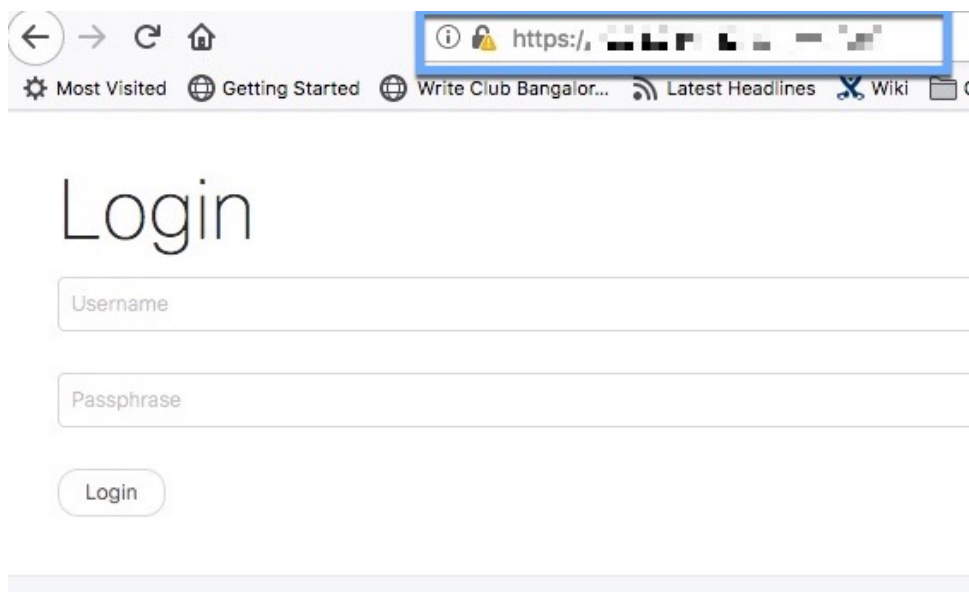 https:/
Most Visited Getting Started Write Club Bangalor... Latest Headlines Wiki
Login
Username
Passphrase
Login